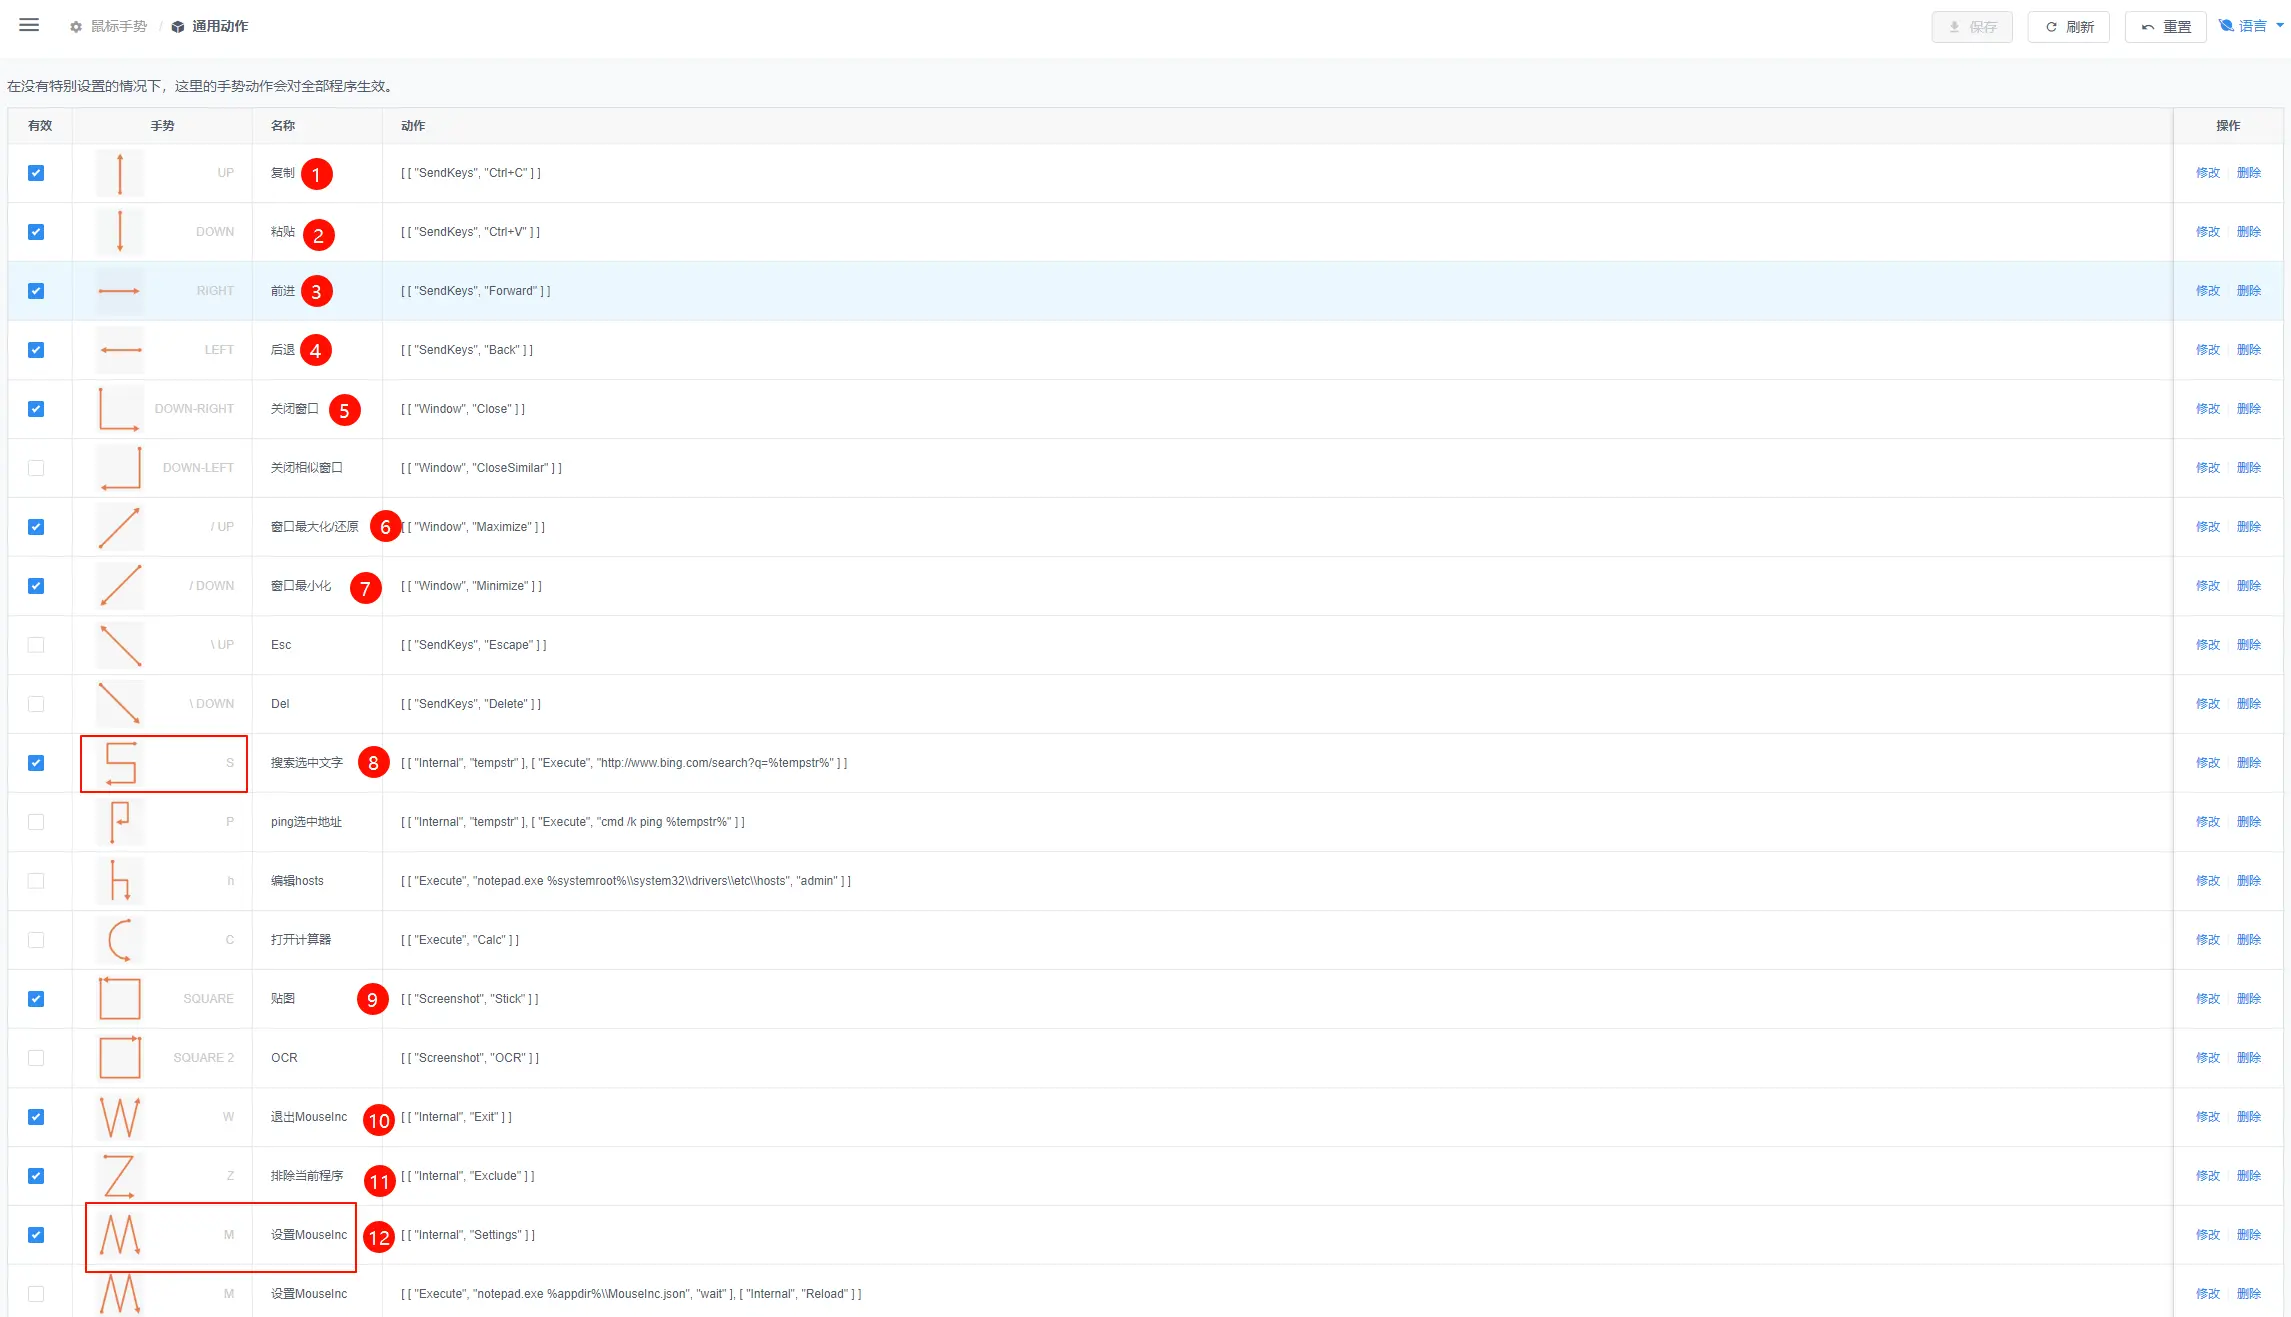 鼠标手势 / 通用动作 保存 刷新 重置 语言
在没有特别设置的情况下，这里的手势动作会对全部程序生效。
有效 手势 名称 动作 操作
UP 复制 1 [ [ "SendKeys", "Ctrl+C" ] ] 修改 删除
DOWN 粘贴 2 [ [ "SendKeys", "Ctrl+V" ] ] 修改 删除
RIGHT 前进 3 [ [ "SendKeys", "Forward" ] ] 修改 删除
LEFT 后退 4 [ [ "SendKeys", "Back" ] ] 修改 删除
DOWN-RIGHT 关闭窗口 5 [ [ "Window", "Close" ] ] 修改 删除
DOWN-LEFT 关闭相似窗口 [ [ "Window", "CloseSimilar" ] ] 修改 删除
/ UP 窗口最大化/还原 6 [ [ "Window", "Maximize" ] ] 修改 删除
/ DOWN 窗口最小化 7 [ [ "Window", "Minimize" ] ] 修改 删除
\ UP Esc [ [ "SendKeys", "Escape" ] ] 修改 删除
\ DOWN Del [ [ "SendKeys", "Delete" ] ] 修改 删除
S 搜索选中文字 8 [ [ "Internal", "tempstr" ], [ "Execute", "http://www.bing.com/search?q=%tempstr%" ] ] 修改 删除
P ping选中地址 [ [ "Internal", "tempstr" ], [ "Execute", "cmd /k ping %tempstr%" ] ] 修改 删除
h 编辑hosts [ [ "Execute", "notepad.exe %systemroot%\\system32\\drivers\\etc\\hosts", "admin" ] ] 修改 删除
C 打开计算器 [ [ "Execute", "Calc" ] ] 修改 删除
SQUARE 贴图 9 [ [ "Screenshot", "Stick" ] ] 修改 删除
SQUARE 2 OCR [ [ "Screenshot", "OCR" ] ] 修改 删除
W 退出MouseInc 10 [ [ "Internal", "Exit" ] ] 修改 删除
Z 排除当前程序 11 [ [ "Internal", "Exclude" ] ] 修改 删除
M 设置MouseInc 12 [ [ "Internal", "Settings" ] ] 修改 删除
M 设置MouseInc [ [ "Execute", "notepad.exe %appdir%\\MouseInc.json", "wait" ], [ "Internal", "Reload" ] ] 修改 删除